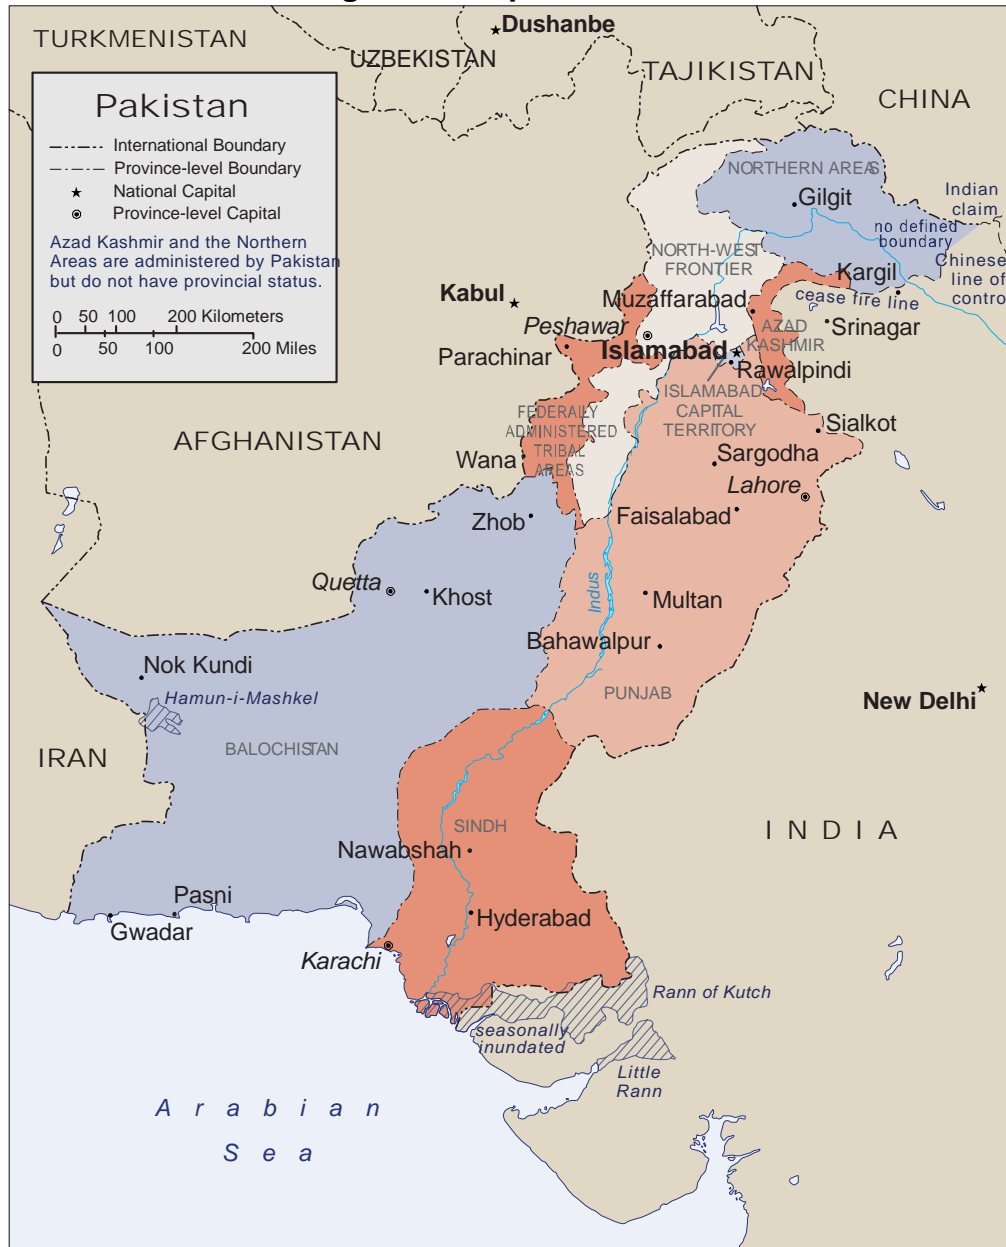 Dushanbe
TURKMENISTAN
UZBEKISTAN
TAJIKISTAN
CHINA
Pakistan
International Boundary
Province-level Boundary
National Capital
Province-level Capital
Azad Kashmir and the Northern
Areas are administered by Pakistan
but do not have provincial status.
0 50 100 200 Kilometers
0 50 100 200 Miles
NORTHERN AREAS
Gilgit
Indian
claim
no defined
boundary
Chinese
line of
contro
NORTH-WEST
FRONTIER
Kargil
cease fire line
Kabul
Muzaffarabad
Srinagar
Peshawar
AZAD
KASHMIR
Islamabad
Parachinar
Rawalpindi
ISLAMABAD
CAPITAL
TERRITORY
FEDERALLY
ADMINISTERED
TRIBAL
AREAS
AFGHANISTAN
Sialkot
Wana
Sargodha
Lahore
Zhob
Faisalabad
Quetta
Khost
Indus
Multan
Bahawalpur
Nok Kundi
Hamun-i-Mashkel
PUNJAB
New Delhi
BALOCHISTAN
IRAN
SINDH
INDIA
Nawabshah
Pasni
Hyderabad
Gwadar
Karachi
Rann of Kutch
seasonally
inundated
Little
Rann
Arabian
Sea